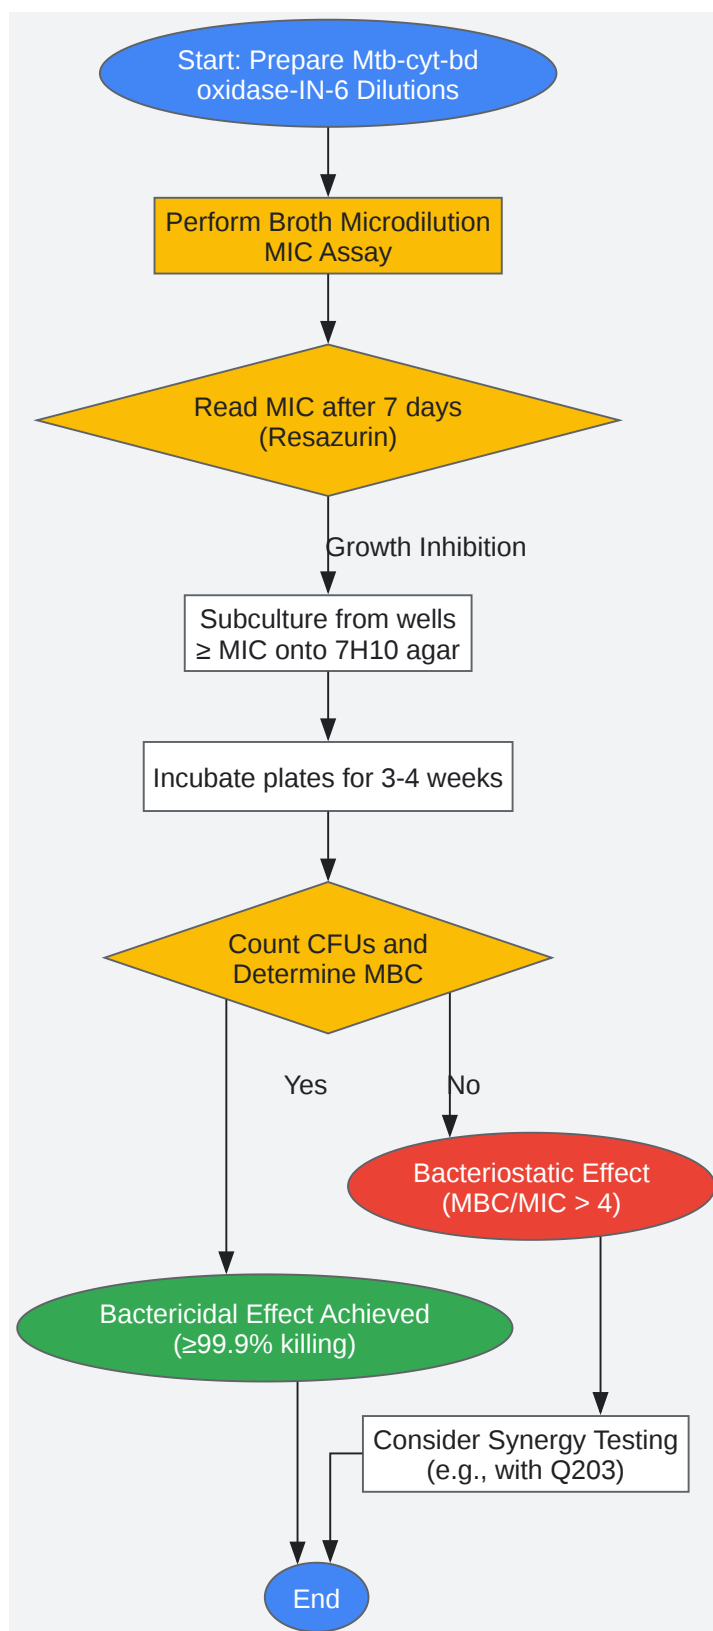 Start: Prepare Mtb-cyt-bd
oxidase-IN-6 Dilutions
Perform Broth Microdilution
MIC Assay
Read MIC after 7 days
(Resazurin)
Growth Inhibition
Subculture from wells
≥ MIC onto 7H10 agar
Incubate plates for 3-4 weeks
Count CFUs and
Determine MBC
Yes
No
Bacteriostatic Effect
(MBC/MIC > 4)
Bactericidal Effect Achieved
(≥99.9% killing)
Consider Synergy Testing
(e.g., with Q203)
End